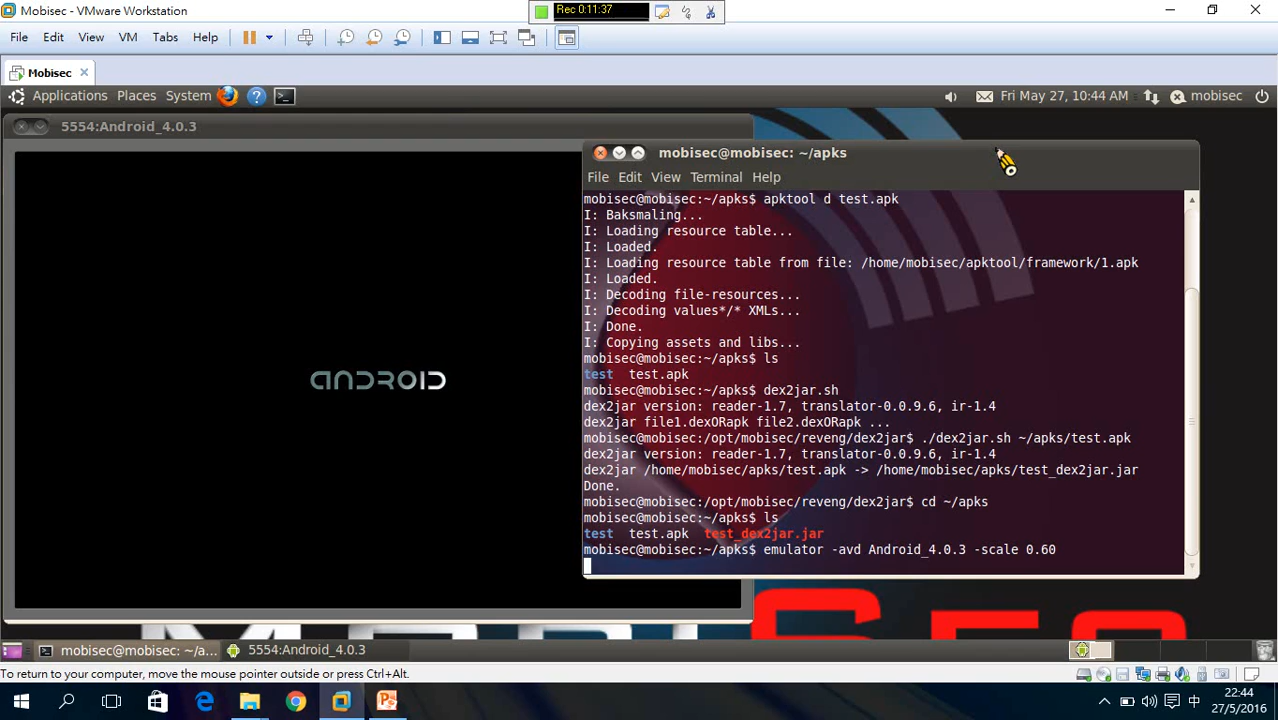 Mobisec - VMware Workstation
Rec 0:11:37
File Edit View VM Tabs Help
Mobisec
Applications Places System
Fri May 27, 10:44 AM
mobisec
5554:Android_4.0.3
ANDROID
mobisec@mobisec: ~/apks
File Edit View Terminal Help
mobisec@mobisec:~/apks$ apktool d test.apk
I: Baksmaling...
I: Loading resource table...
I: Loaded.
I: Loading resource table from file: /home/mobisec/apktool/framework/1.apk
I: Loaded.
I: Decoding file-resources...
I: Decoding values*/* XMLs...
I: Done.
I: Copying assets and libs...
mobisec@mobisec:~/apks$ ls
test  test.apk
mobisec@mobisec:~/apks$ dex2jar.sh
dex2jar version: reader-1.7, translator-0.0.9.6, ir-1.4
dex2jar file1.dexORapk file2.dexORapk ...
mobisec@mobisec:/opt/mobisec/reveng/dex2jar$ ./dex2jar.sh ~/apks/test.apk
dex2jar version: reader-1.7, translator-0.0.9.6, ir-1.4
dex2jar /home/mobisec/apks/test.apk -> /home/mobisec/apks/test_dex2jar.jar
Done.
mobisec@mobisec:/opt/mobisec/reveng/dex2jar$ cd ~/apks
mobisec@mobisec:~/apks$ ls
test  test.apk  test_dex2jar.jar
mobisec@mobisec:~/apks$ emulator -avd Android_4.0.3 -scale 0.60
mobisec@mobisec: ~/a...
5554:Android_4.0.3
To return to your computer, move the mouse pointer outside or press Ctrl+Alt.
中
22:44
27/5/2016